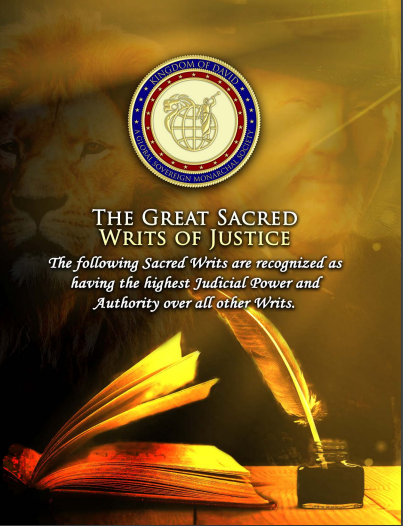 KINGDOM OF DAVID
A GLOBAL SOVEREIGN MONARCHAL SOCIETY
THE GREAT SACRED
WRITS OF JUSTICE
The following Sacred Writs are recognized as
having the highest Judicial Power and
Authority over all other Writs.